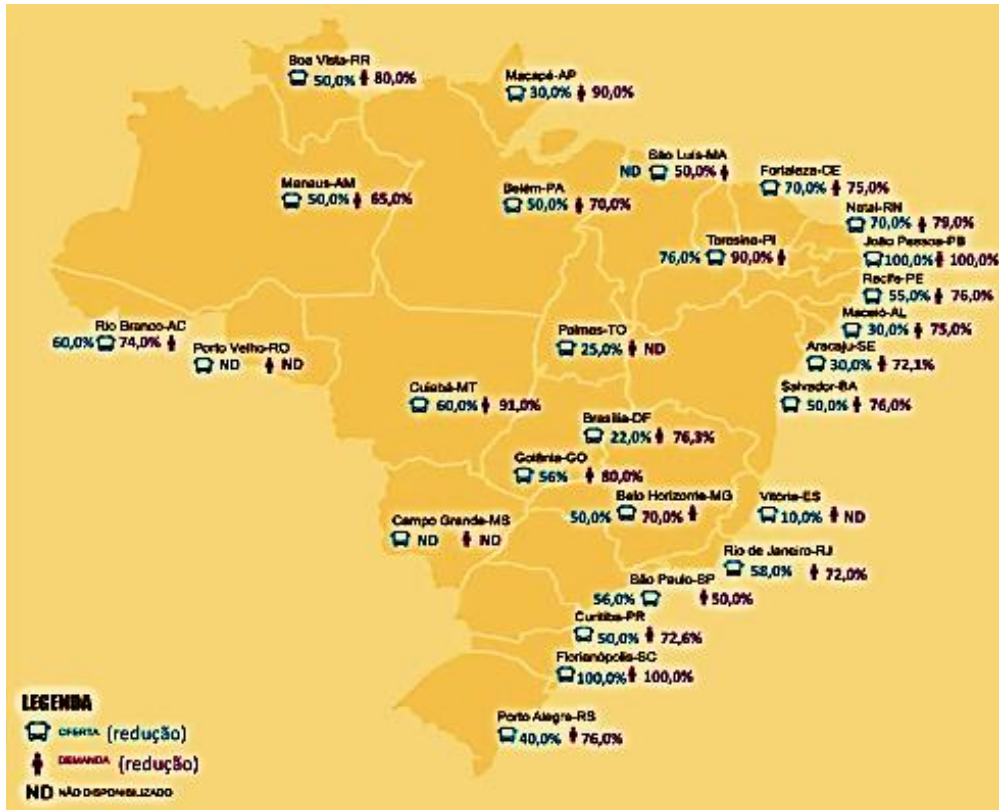 Boa Vista-RR
50,0% 80,0%
Macapá-AP
30,0% 90,0%
São Luís-MA
ND 50,0%
Fortaleza-CE
70,0% 75,0%
Manaus-AM
50,0% 65,0%
Belém-PA
50,0% 70,0%
Natal-RN
70,0% 79,0%
Teresina-PI
76,0% 90,0%
João Pessoa-PB
100,0% 100,0%
Recife-PE
55,0% 76,0%
Maceió-AL
30,0% 75,0%
Rio Branco-AC
60,0% 74,0%
Porto Velho-RO
ND ND
Palmas-TO
25,0% ND
Aracaju-SE
30,0% 72,1%
Cuiabá-MT
60,0% 91,0%
Salvador-BA
50,0% 76,0%
Brasília-DF
22,0% 76,3%
Goiânia-GO
56% 80,0%
Belo Horizonte-MG
50,0% 70,0%
Vitória-ES
10,0% ND
Campo Grande-MS
ND ND
Rio de Janeiro-RJ
58,0% 72,0%
São Paulo-SP
56,0% 50,0%
Curitiba-PR
50,0% 72,6%
Florianópolis-SC
100,0% 100,0%
Porto Alegre-RS
40,0% 76,0%
LEGENDA
OFERTA (redução)
DEMANDA (redução)
ND NÃO DISPONIBILIZADO